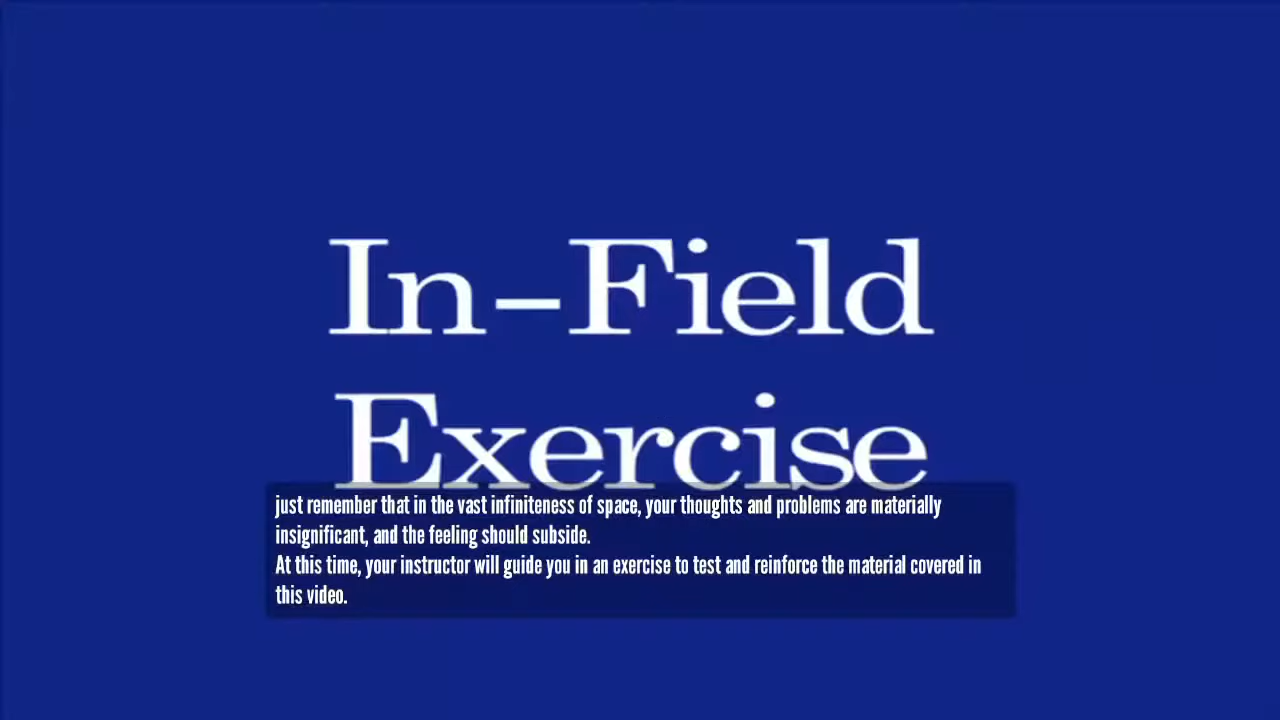 In-Field
Exercise
just remember that in the vast infiniteness of space, your thoughts and problems are materially
insignificant, and the feeling should subside.
At this time, your instructor will guide you in an exercise to test and reinforce the material covered in
this video.